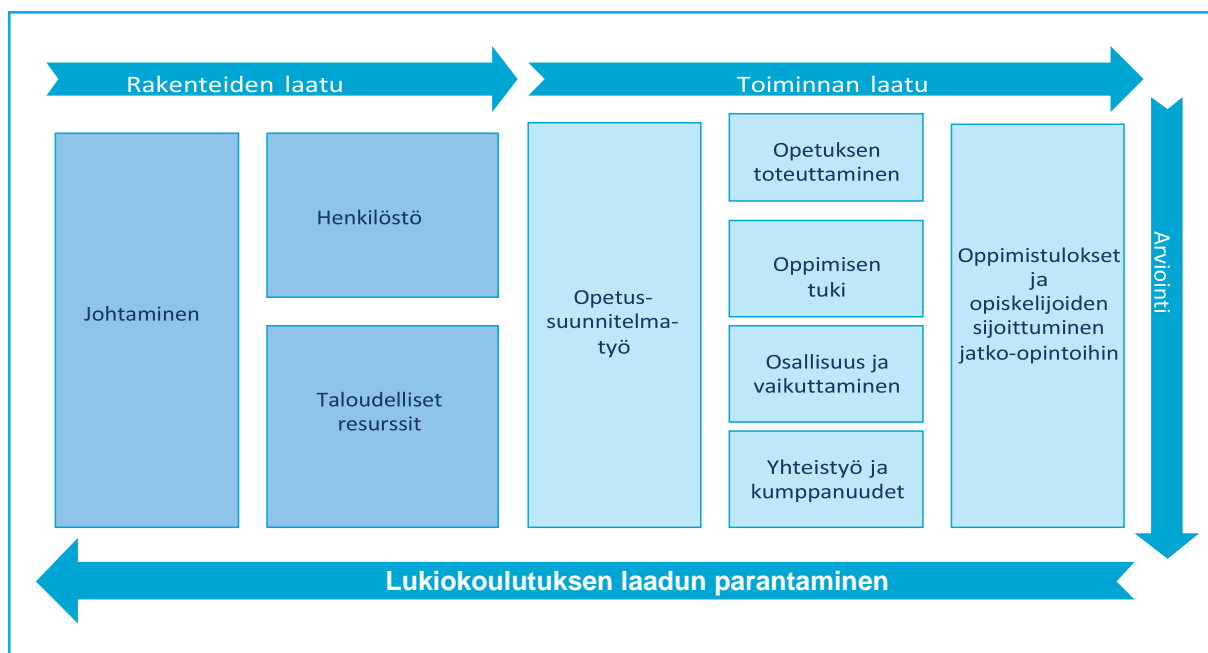 Rakenteiden laatu
Toiminnan laatu
Johtaminen
Henkilöstö
Taloudelliset
resurssit
Opetus-
suunnitelma-
työ
Opetuksen
toteuttaminen
Oppimisen
tuki
Osallisuus ja
vaikuttaminen
Yhteistyö ja
kumppanuudet
Oppimistulokset
ja
opiskelijoiden
sijoittuminen
jatko-opintoihin
Arviointi
Lukiokoulutuksen laadun parantaminen